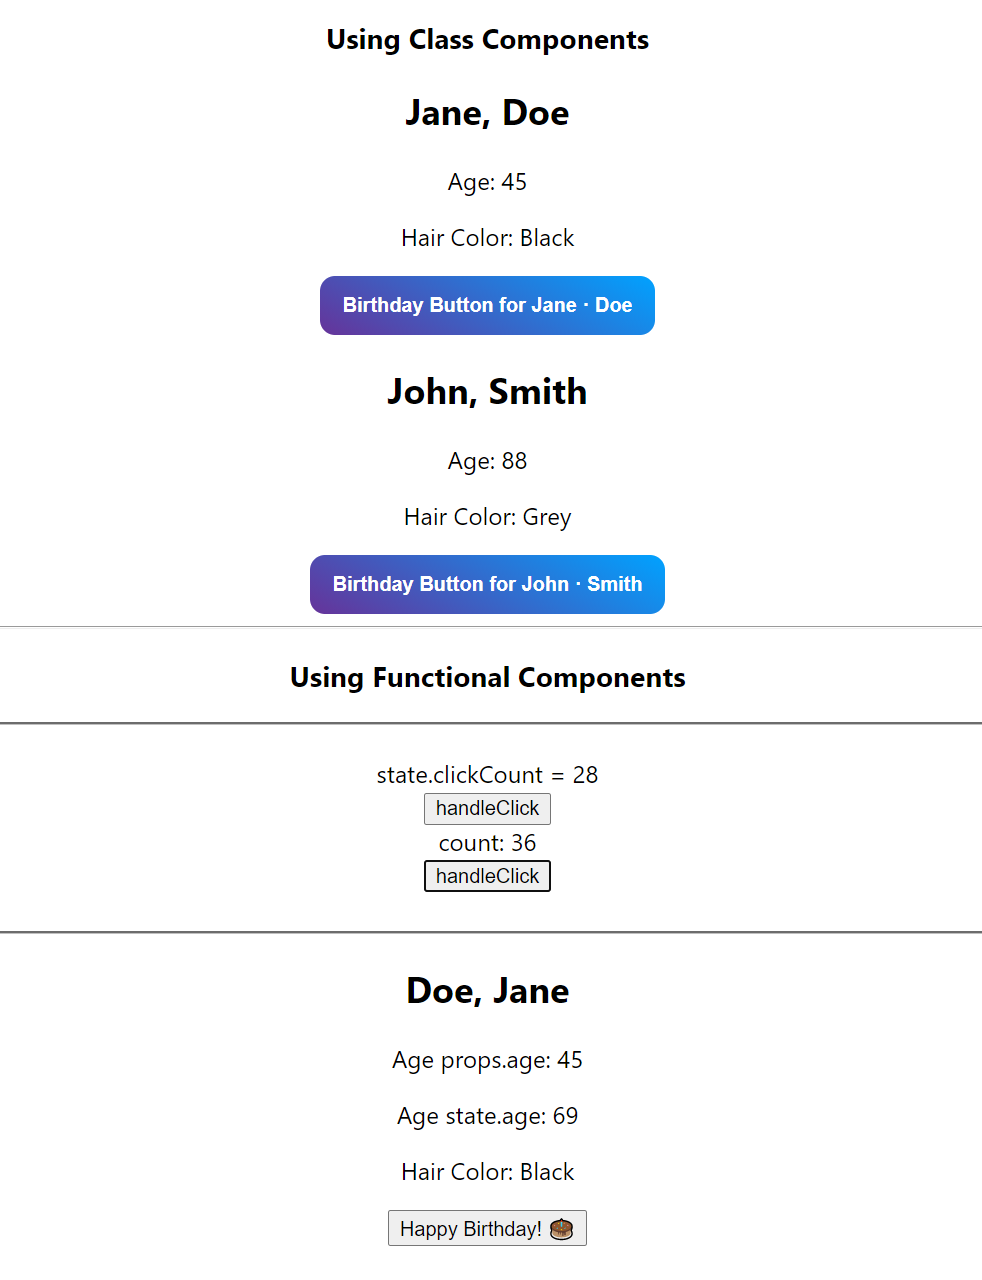 Using Class Components
Jane, Doe
Age: 45
Hair Color: Black
Birthday Button for Jane · Doe
John, Smith
Age: 88
Hair Color: Grey
Birthday Button for John · Smith
Using Functional Components
state.clickCount = 28
handleClick
count: 36
handleClick
Doe, Jane
Age props.age: 45
Age state.age: 69
Hair Color: Black
Happy Birthday! 🎂